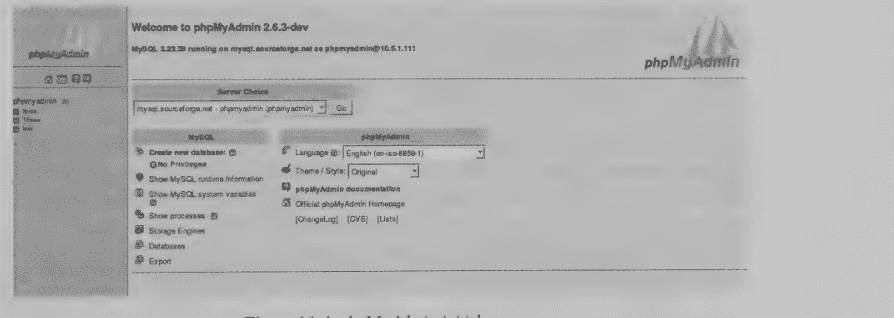 phpMyAdmin
phpmyadmin
Welcome to phpMyAdmin 2.6.3-dev
MySQL 3.23.58 running on mysql.sourceforge.net as phpmyadmin@10.5.1.111
phpMyAdmin
Server Choice
mysql.sourceforge.net - phpmyadmin (phpmyadmin) Go
MySQL
Create new database:
No Privileges
Show MySQL runtime information
Show MySQL system variables
Show processes
Storage Engines
Databases
Export
phpMyAdmin
Language: English (en-iso-8859-1)
Theme / Style: Original
phpMyAdmin documentation
Official phpMyAdmin Homepage
[ChangeLog] [CVS] [Lists]